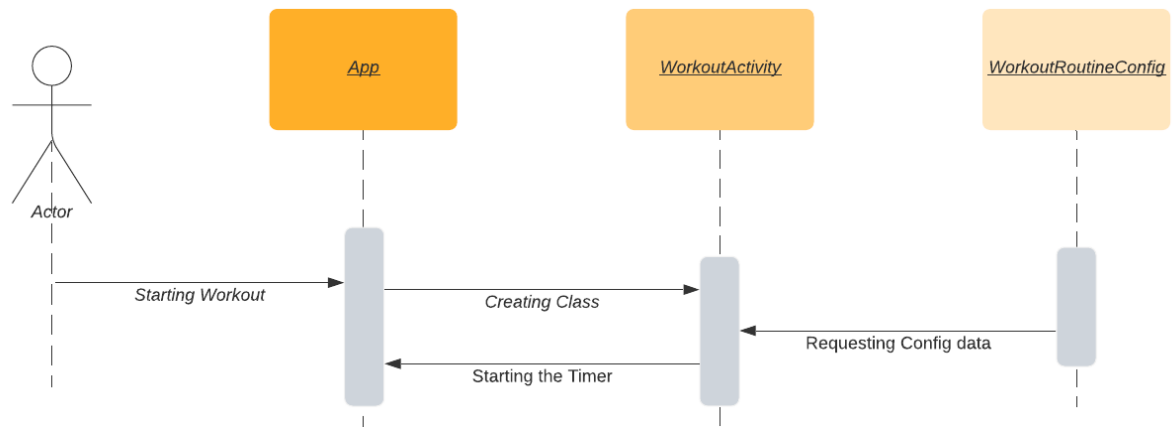 App
WorkoutActivity
WorkoutRoutineConfig
Actor
Starting Workout
Creating Class
Requesting Config data
Starting the Timer